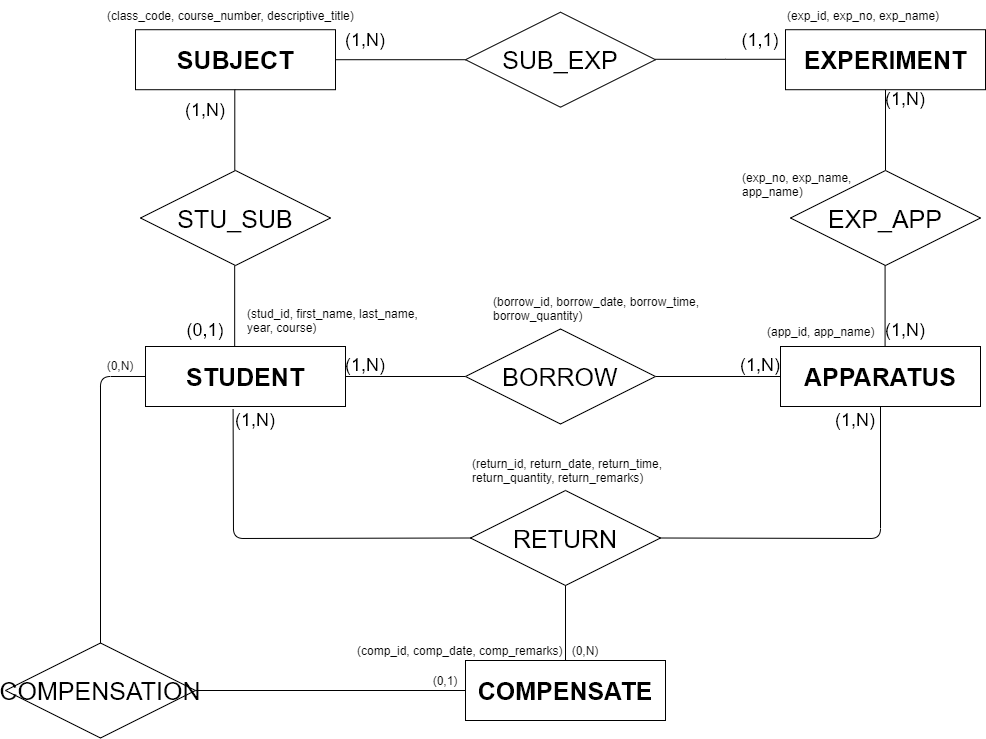 (class_code, course_number, descriptive_title)
(exp_id, exp_no, exp_name)
(1,N)
(1,1)
SUBJECT
SUB_EXP
EXPERIMENT
(1,N)
(1,N)
(exp_no, exp_name,
app_name)
STU_SUB
EXP_APP
(borrow_id, borrow_date, borrow_time,
borrow_quantity)
(stud_id, first_name, last_name,
year, course)
(0,1)
(app_id, app_name)
(1,N)
(0,N)
STUDENT
(1,N)
BORROW
(1,N)
APPARATUS
(1,N)
(1,N)
(return_id, return_date, return_time,
return_quantity, return_remarks)
RETURN
(comp_id, comp_date, comp_remarks)
(0,N)
(0,1)
COMPENSATION
COMPENSATE